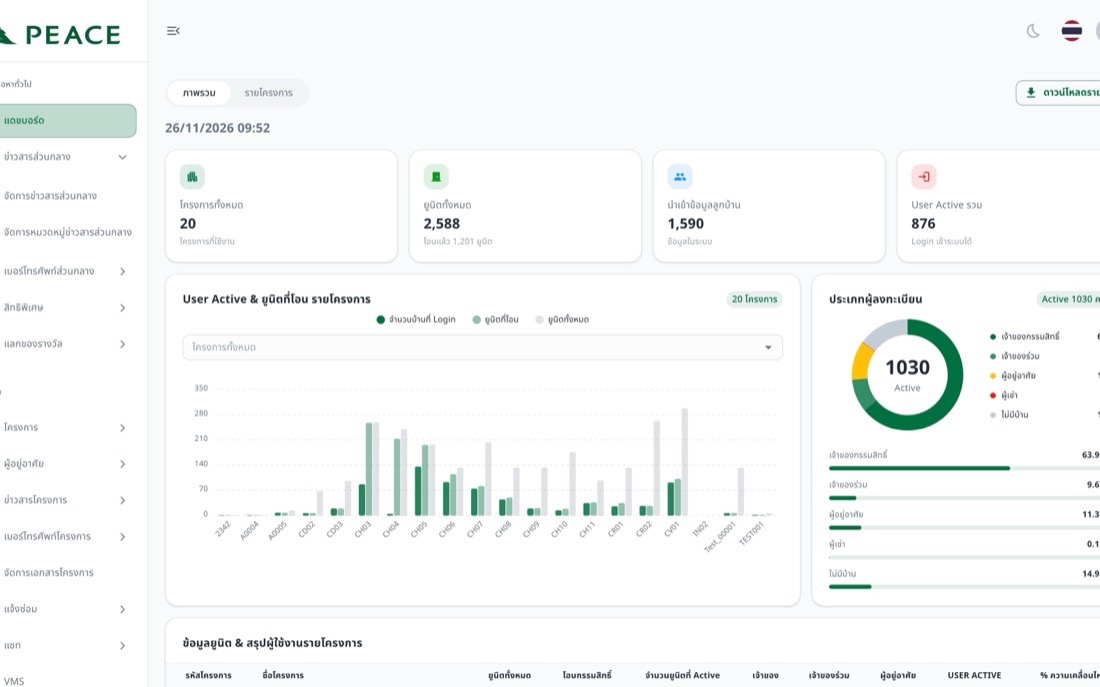 PEACE
แดชบอร์ด
ข่าวสารส่วนกลาง
จัดการข่าวสารส่วนกลาง
จัดการหมวดหมู่ข่าวสารส่วนกลาง
เบอร์โทรศัพท์ส่วนกลาง
สิทธิพิเศษ
แลกของรางวัล
โครงการ
ผู้อยู่อาศัย
ข่าวสารโครงการ
เบอร์โทรศัพท์โครงการ
จัดการเอกสารโครงการ
แจ้งซ่อม
แชท
VMS
ภาพรวม รายโครงการ
26/11/2026 09:52
โครงการทั้งหมด
20
โครงการที่ใช้งาน
ยูนิตทั้งหมด
2,588
โอนแล้ว 1,201 ยูนิต
นำเข้าข้อมูลลูกบ้าน
1,590
ข้อมูลในระบบ
User Active รวม
876
Login เข้าระบบได้
User Active & ยูนิตที่โอน รายโครงการ
20 โครงการ
จำนวนบ้านที่ Login ยูนิตที่โอน ยูนิตทั้งหมด
โครงการทั้งหมด
350
280
210
140
70
0
2342 A0004 A0005 CD02 CD03 CH03 CH04 CH05 CH06 CH07 CH08 CH09 CH10 CH11 CR01 CR02 CV01 IN02 Test_00001 TEST001
ประเภทผู้ลงทะเบียน
Active 1030
1030
Active
เจ้าของกรรมสิทธิ์
เจ้าของร่วม
ผู้อยู่อาศัย
ผู้เช่า
ไม่มีบ้าน
เจ้าของกรรมสิทธิ์ 63.9
เจ้าของร่วม 9.6
ผู้อยู่อาศัย 11.3
ผู้เช่า 0.1
ไม่มีบ้าน 14.9
ข้อมูลยูนิต & สรุปผู้ใช้งานรายโครงการ
รหัสโครงการ ชื่อโครงการ ยูนิตทั้งหมด โอนกรรมสิทธิ์ จำนวนยูนิตที่ Active เจ้าของ เจ้าของร่วม ผู้อยู่อาศัย USER ACTIVE